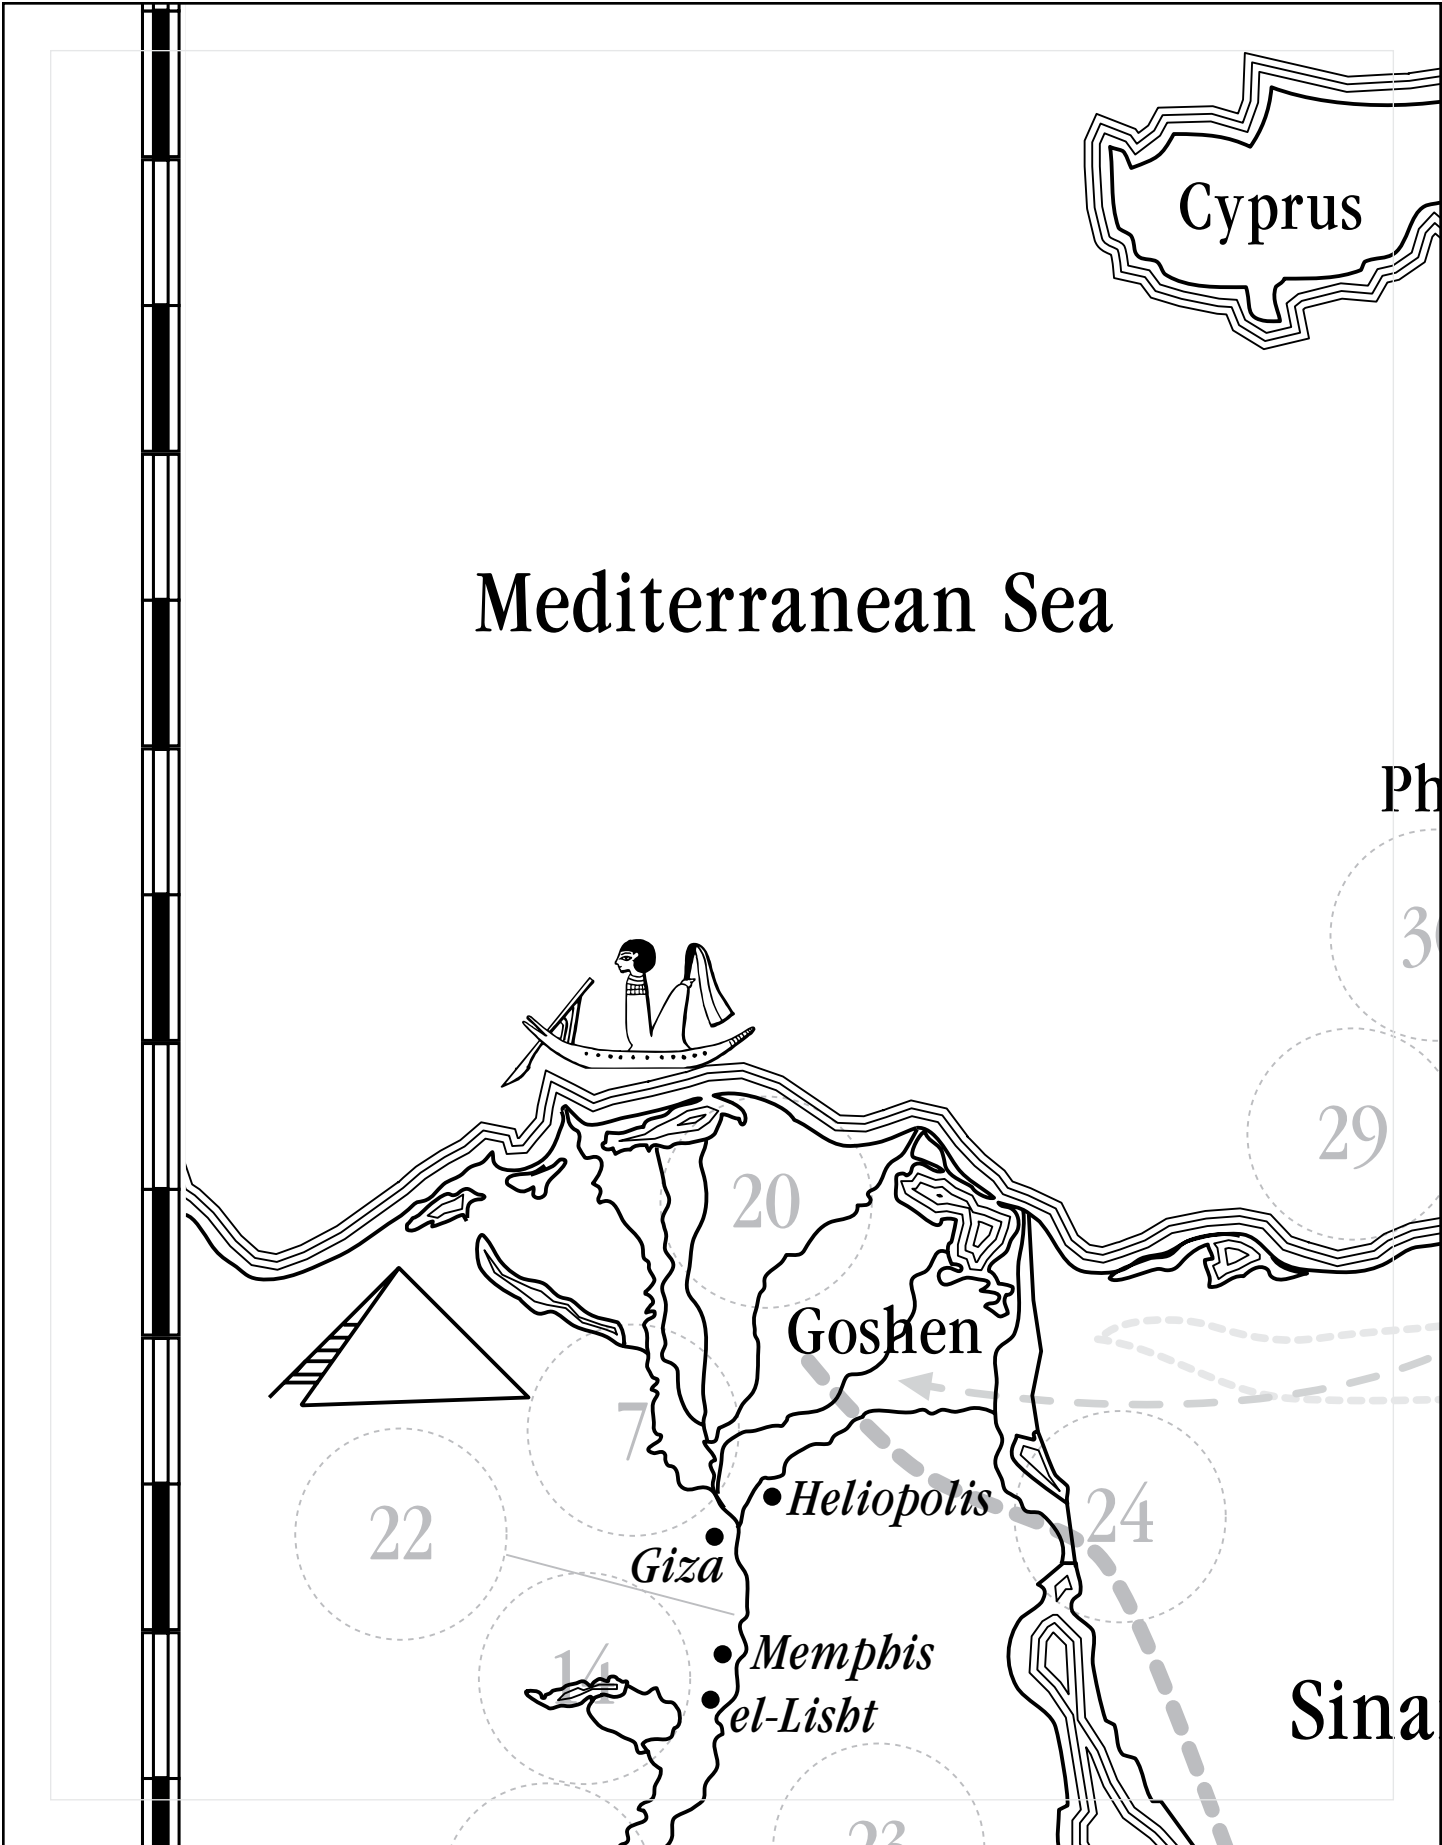 Cyprus
Mediterranean Sea
Ph
30
29
20
Goshen
7
Heliopolis
24
22
Giza
14
Memphis
el-Lisht
Sina
23